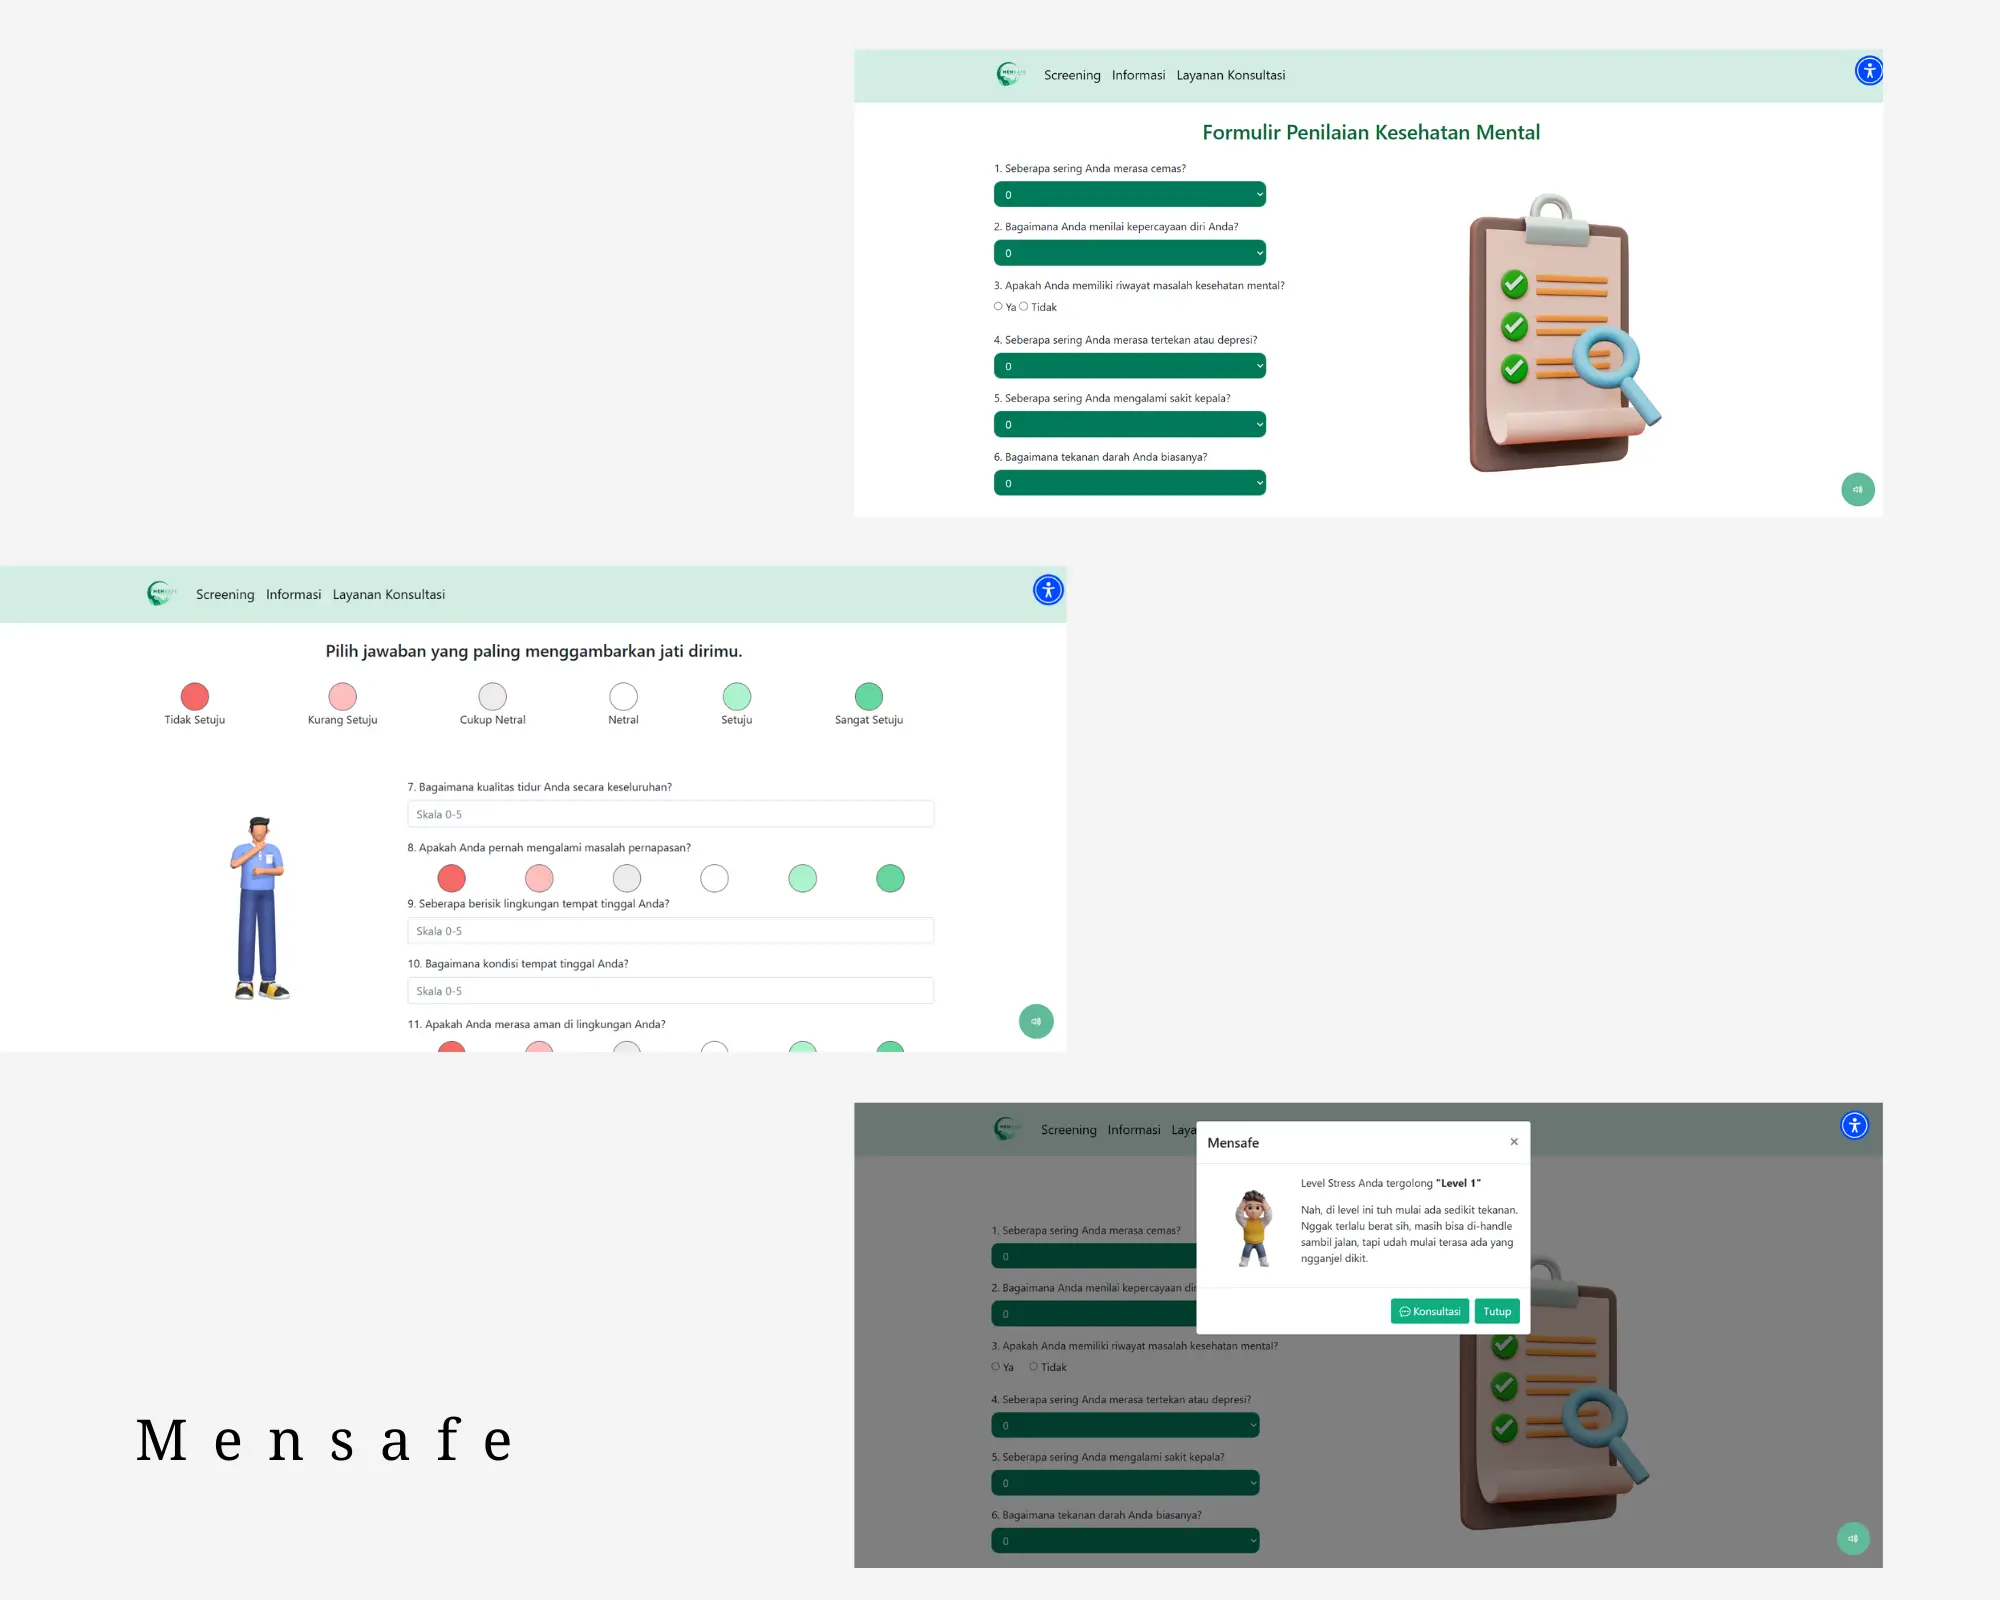 Screening Informasi Layanan Konsultasi
Formulir Penilaian Kesehatan Mental
1. Seberapa sering Anda merasa cemas?
0
2. Bagaimana Anda menilai kepercayaan diri Anda?
0
3. Apakah Anda memiliki riwayat masalah kesehatan mental?
Ya Tidak
4. Seberapa sering Anda merasa tertekan atau depresi?
0
5. Seberapa sering Anda mengalami sakit kepala?
0
6. Bagaimana tekanan darah Anda biasanya?
0
Screening Informasi Layanan Konsultasi
Pilih jawaban yang paling menggambarkan jati dirimu.
Tidak Setuju Kurang Setuju Cukup Netral Netral Setuju Sangat Setuju
7. Bagaimana kualitas tidur Anda secara keseluruhan?
Skala 0-5
8. Apakah Anda pernah mengalami masalah pernapasan?
9. Seberapa berisik lingkungan tempat tinggal Anda?
Skala 0-5
10. Bagaimana kondisi tempat tinggal Anda?
Skala 0-5
11. Apakah Anda merasa aman di lingkungan Anda?
Screening Informasi Laya
Mensafe ×
Level Stress Anda tergolong "Level 1"
Nah, di level ini tuh mulai ada sedikit tekanan.
Nggak terlalu berat sih, masih bisa di-handle
sambil jalan, tapi udah mulai terasa ada yang
ngganjel dikit.
Konsultasi Tutup
1. Seberapa sering Anda merasa cemas?
0
2. Bagaimana Anda menilai kepercayaan dir
0
3. Apakah Anda memiliki riwayat masalah kesehatan mental?
Ya Tidak
4. Seberapa sering Anda merasa tertekan atau depresi?
0
5. Seberapa sering Anda mengalami sakit kepala?
0
6. Bagaimana tekanan darah Anda biasanya?
0
Mensafe